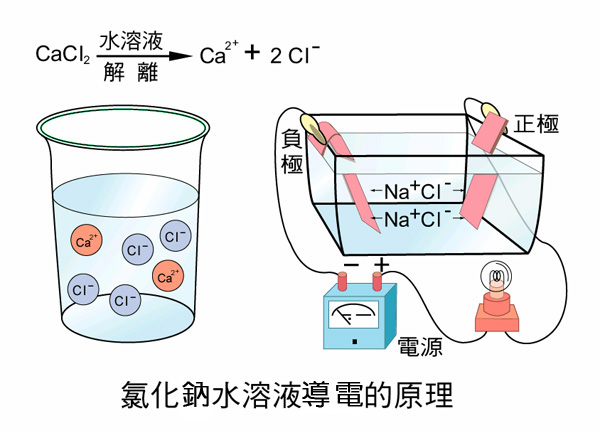 CaCl₂ 水溶液 解離 Ca²⁺ + 2 Cl⁻
Ca²⁺
Cl⁻
Cl⁻
Ca²⁺
Cl⁻
Cl⁻
負極
正極
←Na⁺Cl⁻→
←Na⁺Cl⁻→
− +
電源
氯化鈉水溶液導電的原理